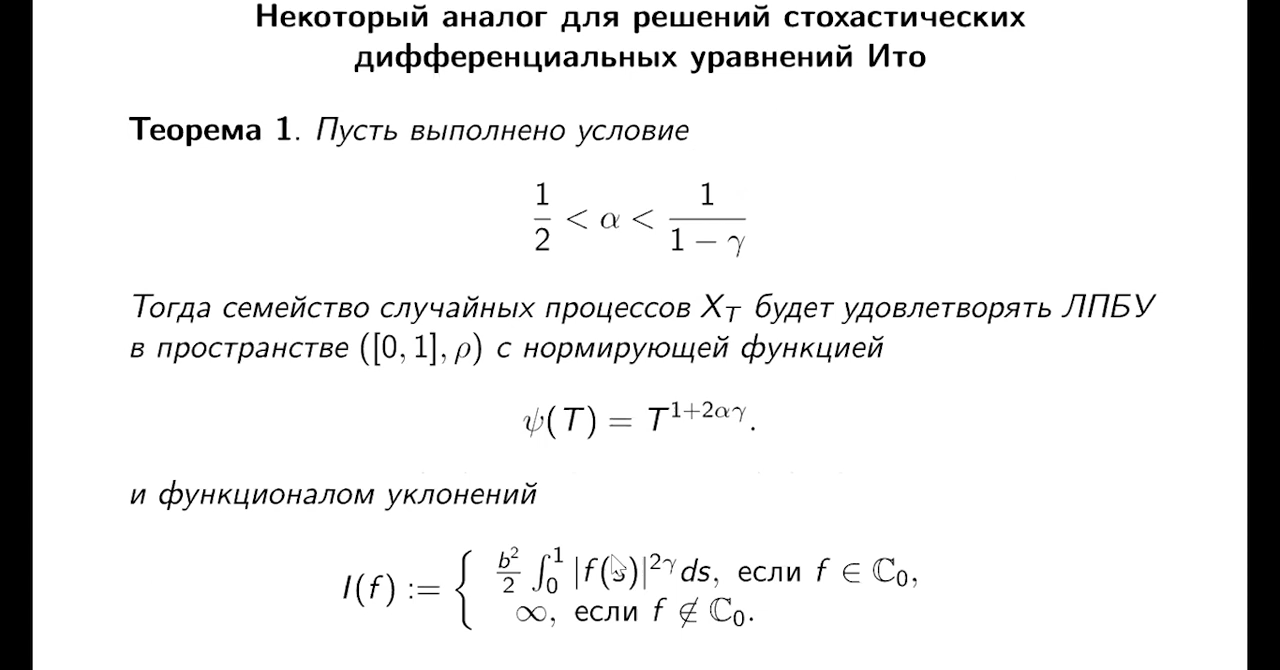 Некоторый аналог для решений стохастических
дифференциальных уравнений Ито
Теорема 1. Пусть выполнено условие
1/2 < α < 1/(1 − γ)
Тогда семейство случайных процессов X_T будет удовлетворять ЛПБУ
в пространстве ([0, 1], ρ) с нормирующей функцией
ψ(T) = T^{1+2αγ}.
и функционалом уклонений
I(f) := { b²/2 ∫₀¹ |f(s)|^{2γ} ds, если f ∈ ℂ₀,
∞, если f ∉ ℂ₀.